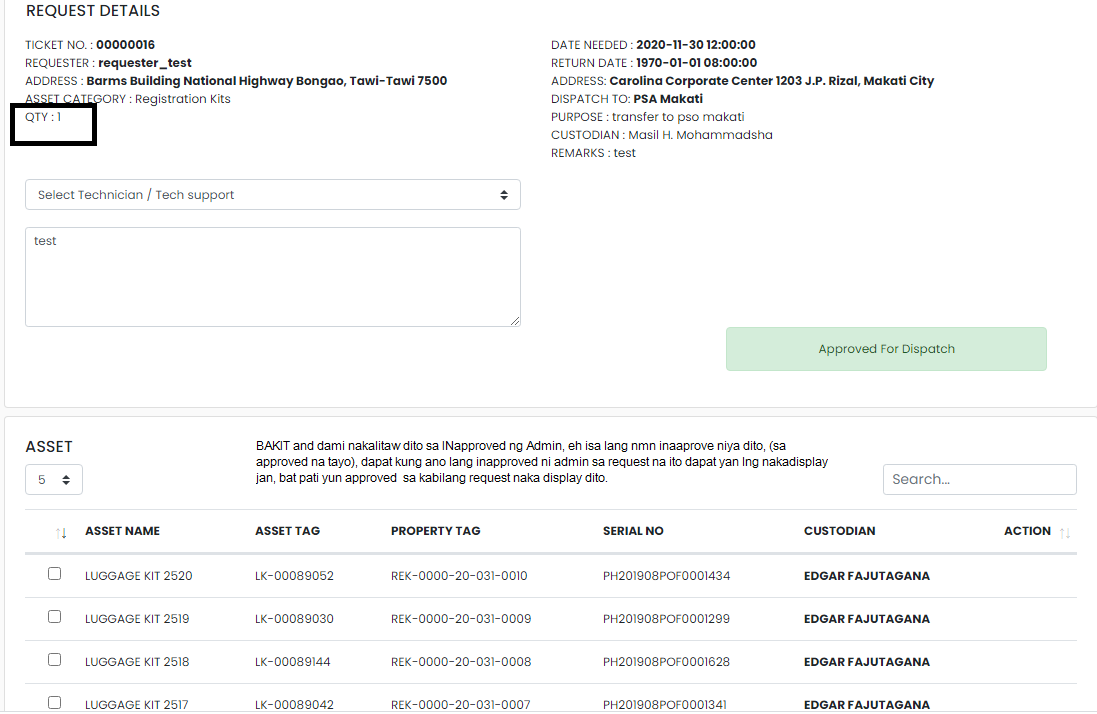 REQUEST DETAILS
TICKET NO. : 00000016
REQUESTER : requester_test
ADDRESS : Barms Building National Highway Bongao, Tawi-Tawi 7500
ASSET CATEGORY : Registration Kits
QTY : 1
DATE NEEDED : 2020-11-30 12:00:00
RETURN DATE : 1970-01-01 08:00:00
ADDRESS: Carolina Corporate Center 1203 J.P. Rizal, Makati City
DISPATCH TO: PSA Makati
PURPOSE : transfer to pso makati
CUSTODIAN : Masil H. Mohammadsha
REMARKS : test
Select Technician / Tech support
test
Approved For Dispatch
ASSET
5
BAKIT and dami nakalitaw dito sa INapproved ng Admin, eh isa lang nmn inaaprove niya dito, (sa
approved na tayo), dapat kung ano lang inapproved ni admin sa request na ito dapat yan lng nakadisplay
jan, bat pati yun approved sa kabilang request naka display dito.
Search...
ASSET NAME ASSET TAG PROPERTY TAG SERIAL NO CUSTODIAN ACTION
LUGGAGE KIT 2520 LK-00089052 REK-0000-20-031-0010 PH201908POF0001434 EDGAR FAJUTAGANA
LUGGAGE KIT 2519 LK-00089030 REK-0000-20-031-0009 PH201908POF0001299 EDGAR FAJUTAGANA
LUGGAGE KIT 2518 LK-00089144 REK-0000-20-031-0008 PH201908POF0001628 EDGAR FAJUTAGANA
LUGGAGE KIT 2517 LK-00089042 REK-0000-20-031-0007 PH201908POF0001341 EDGAR FAJUTAGANA